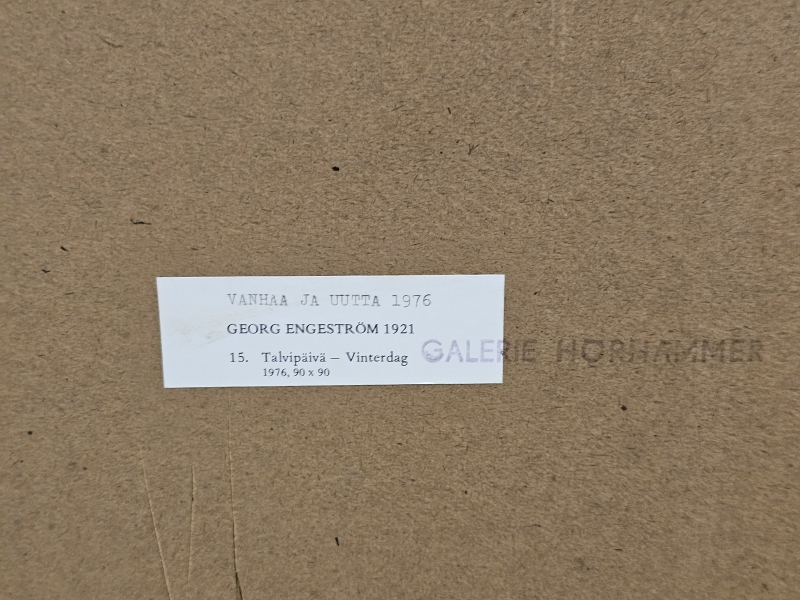 VANHAA JA UUTTA 1976
GEORG ENGESTRÖM 1921
15. Talvipäivä – Vinterdag
1976, 90 x 90
GALERIE HÖRHAMMER